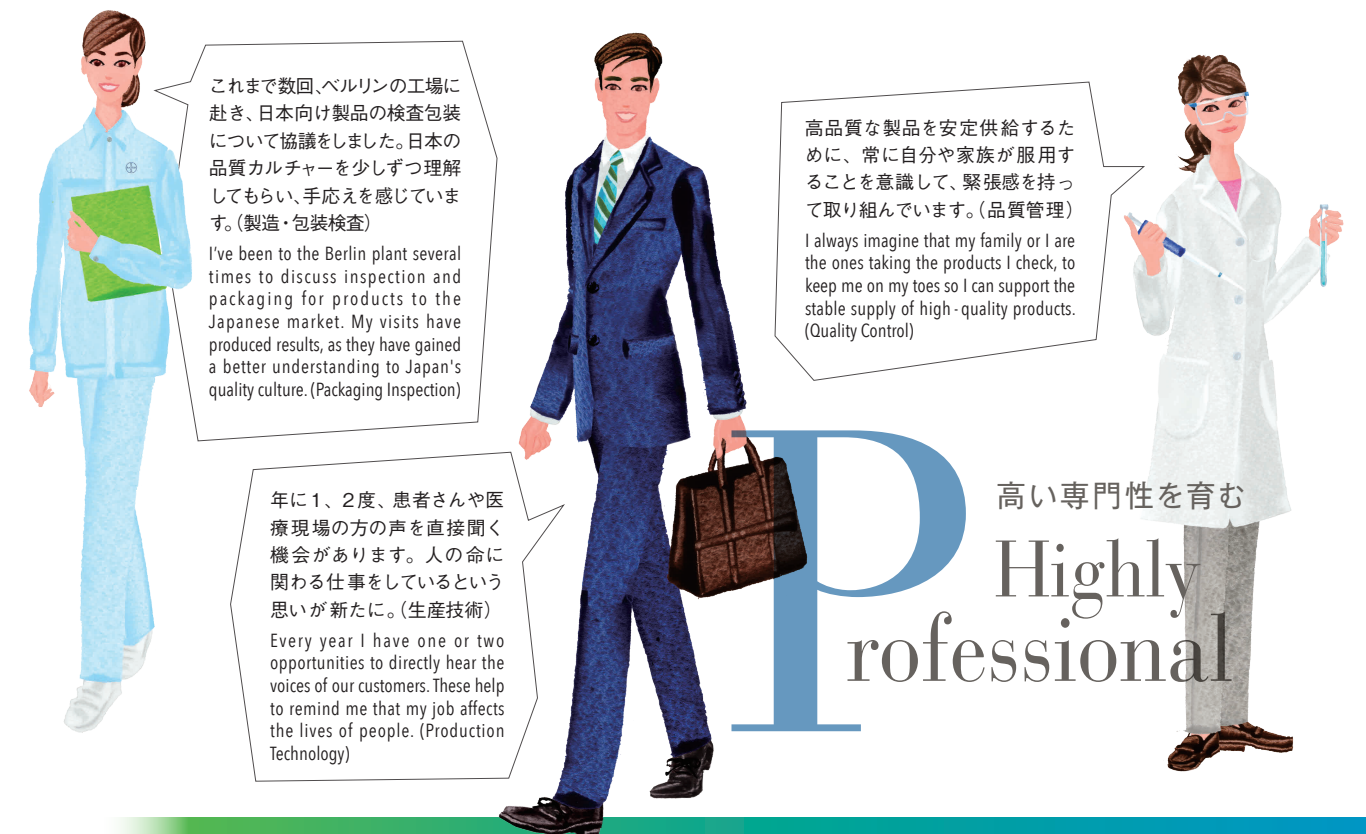 これまで数回、ベルリンの工場に
赴き、日本向け製品の検査包装
について協議をしました。日本の
品質カルチャーを少しずつ理解
してもらい、手応えを感じていま
す。（製造・包装検査）
I've been to the Berlin plant several
times to discuss inspection and
packaging for products to the
Japanese market. My visits have
produced results, as they have gained
a better understanding to Japan's
quality culture. (Packaging Inspection)
高品質な製品を安定供給するた
めに、常に自分や家族が服用す
ることを意識して、緊張感を持っ
て取り組んでいます。（品質管理）
I always imagine that my family or I are
the ones taking the products I check, to
keep me on my toes so I can support the
stable supply of high-quality products.
(Quality Control)
年に１、２度、患者さんや医
療現場の方の声を直接聞く
機会があります。人の命に
関わる仕事をしているという
思いが新たに。（生産技術）
Every year I have one or two
opportunities to directly hear the
voices of our customers. These help
to remind me that my job affects
the lives of people. (Production
Technology)
高い専門性を育む
Highly
Professional